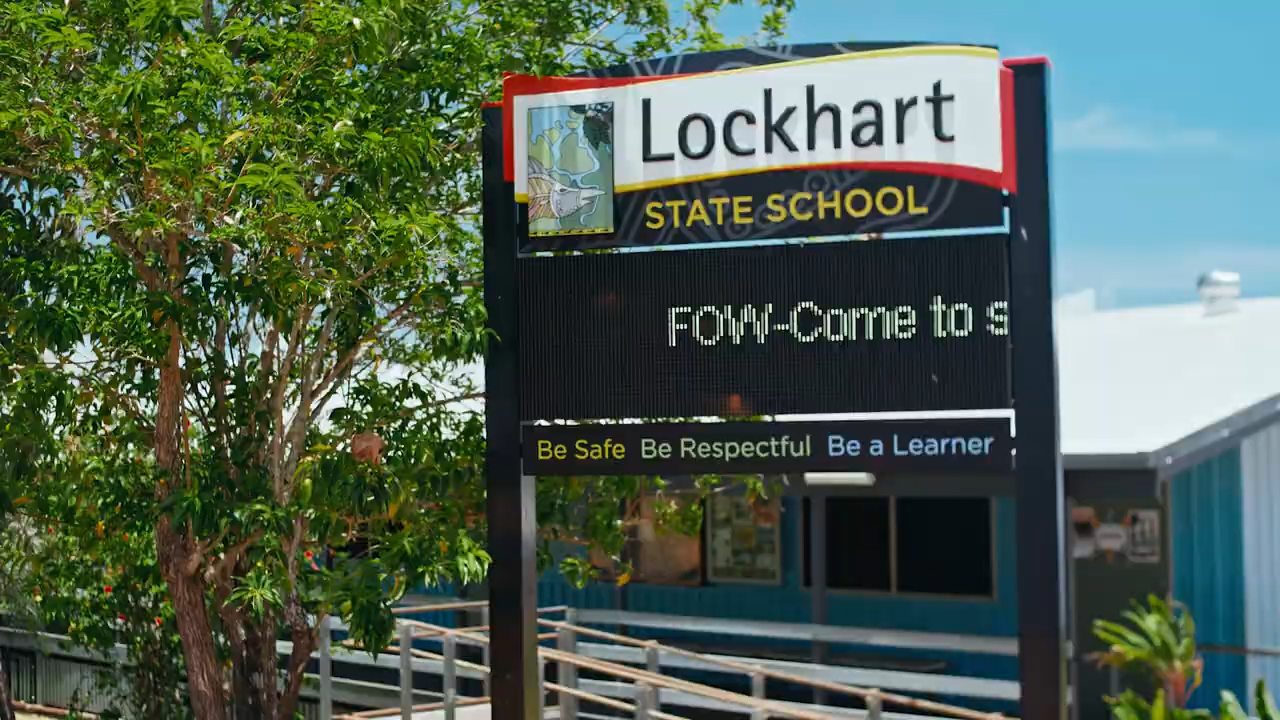 Lockhart
STATE SCHOOL
FOW-Come to s
Be Safe Be Respectful Be a Learner